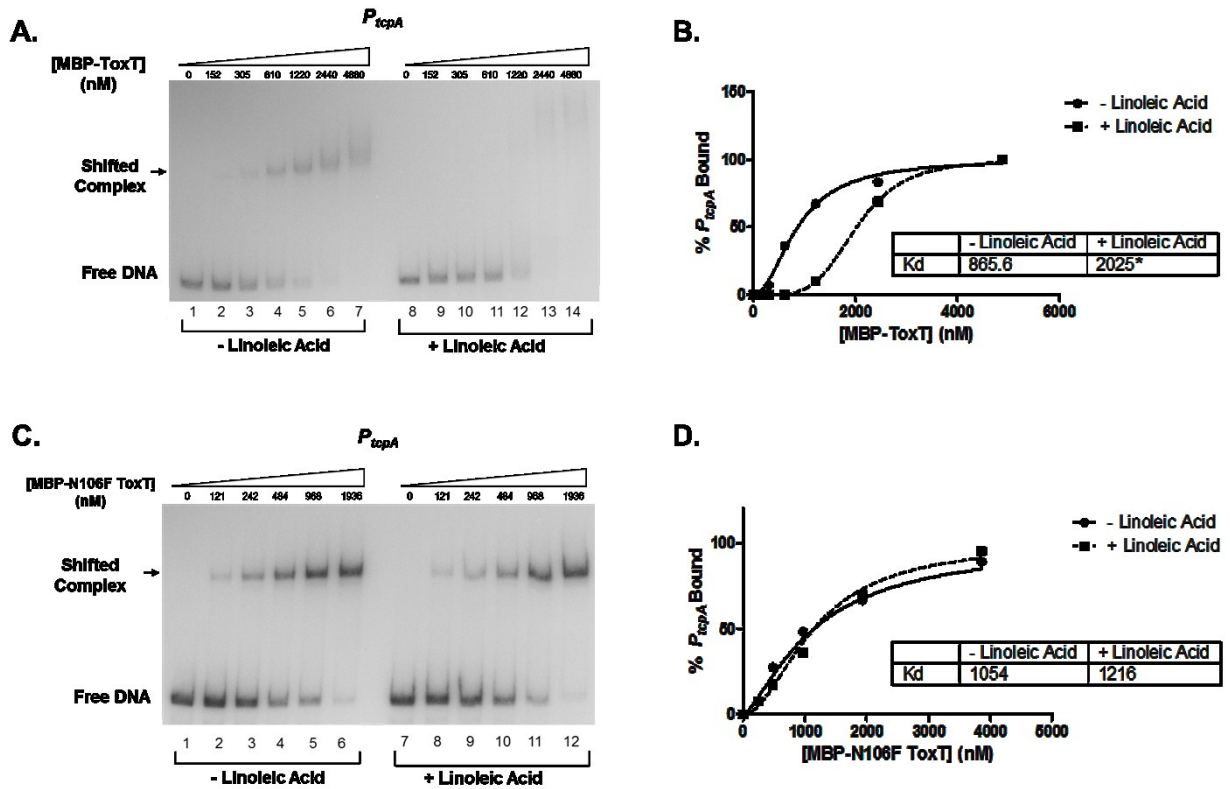 A.
P_tcpA
[MBP-ToxT]
(nM)
0 152 305 610 1220 2440 4880 0 152 305 610 1220 2440 4880
Shifted
Complex
Free DNA
1 2 3 4 5 6 7 8 9 10 11 12 13 14
- Linoleic Acid + Linoleic Acid
B.
150
100
50
0
% P_tcpA Bound
- Linoleic Acid
+ Linoleic Acid
- Linoleic Acid + Linoleic Acid
Kd 865.6 2025*
0 2000 4000 6000
[MBP-ToxT] (nM)
C.
P_tcpA
[MBP-N106F ToxT]
(nM)
0 121 242 484 968 1936 0 121 242 484 968 1936
Shifted
Complex
Free DNA
1 2 3 4 5 6 7 8 9 10 11 12
- Linoleic Acid + Linoleic Acid
D.
100
50
0
% P_tcpA Bound
- Linoleic Acid
+ Linoleic Acid
- Linoleic Acid + Linoleic Acid
Kd 1054 1216
0 1000 2000 3000 4000 5000
[MBP-N106F ToxT] (nM)